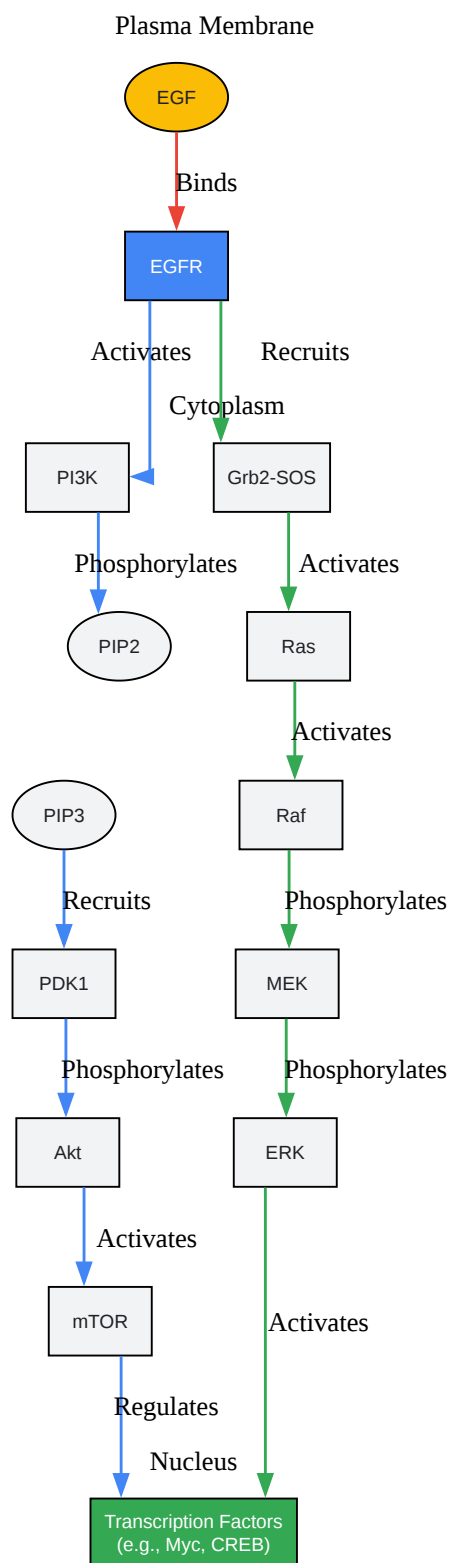 Plasma Membrane
EGF
Binds
EGFR
Activates
Recruits
Cytoplasm
PI3K
Grb2-SOS
Phosphorylates
Activates
PIP2
Ras
Activates
PIP3
Raf
Recruits
Phosphorylates
PDK1
MEK
Phosphorylates
Phosphorylates
Akt
ERK
Activates
mTOR
Activates
Regulates
Nucleus
Transcription Factors
(e.g., Myc, CREB)